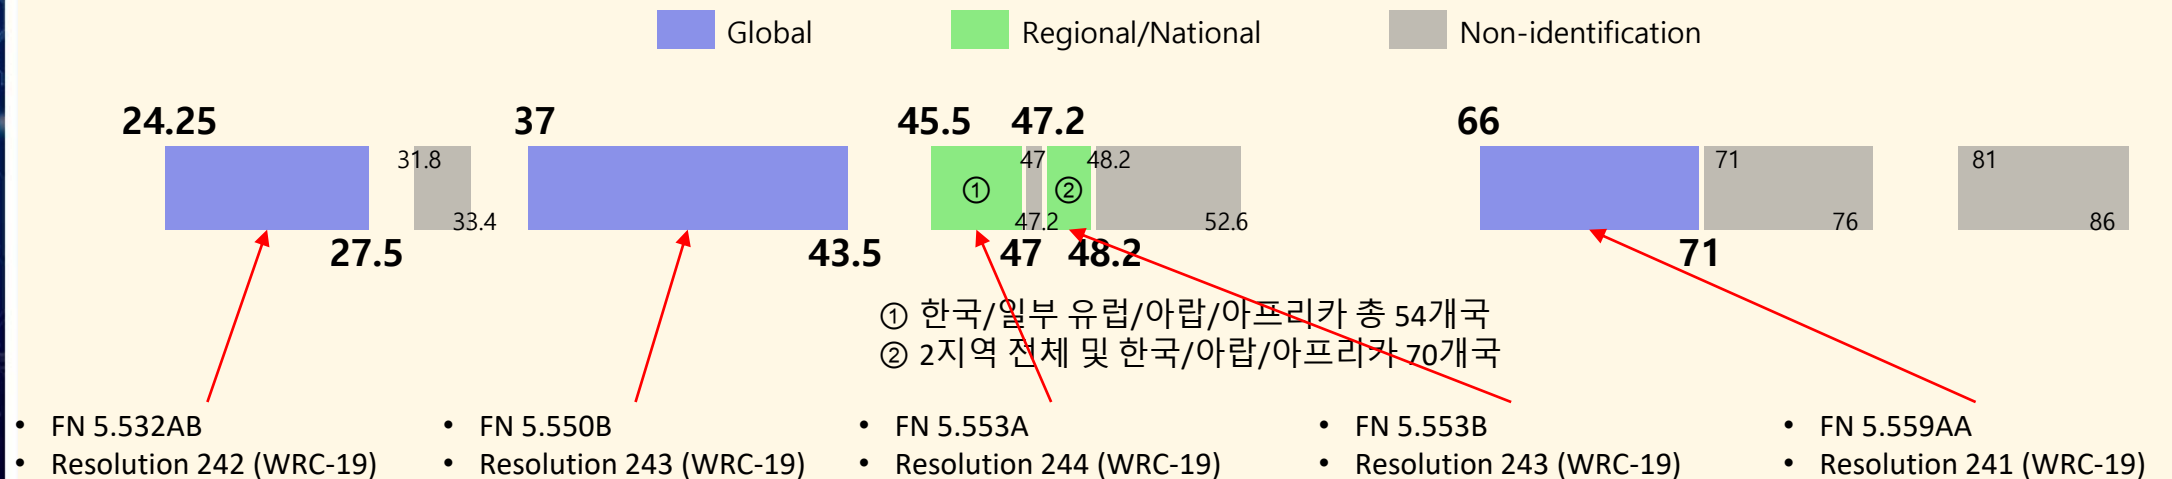 Global Regional/National Non-identification
24.25 37 45.5 47.2 66
31.8 47 48.2 71 81
① ②
33.4 47.2 52.6 76 86
27.5 43.5 47 48.2 71
① 한국/일부 유럽/아랍/아프리카 총 54개국
② 2지역 전체 및 한국/아랍/아프리카 70개국
• FN 5.532AB
• Resolution 242 (WRC-19)
• FN 5.550B
• Resolution 243 (WRC-19)
• FN 5.553A
• Resolution 244 (WRC-19)
• FN 5.553B
• Resolution 243 (WRC-19)
• FN 5.559AA
• Resolution 241 (WRC-19)